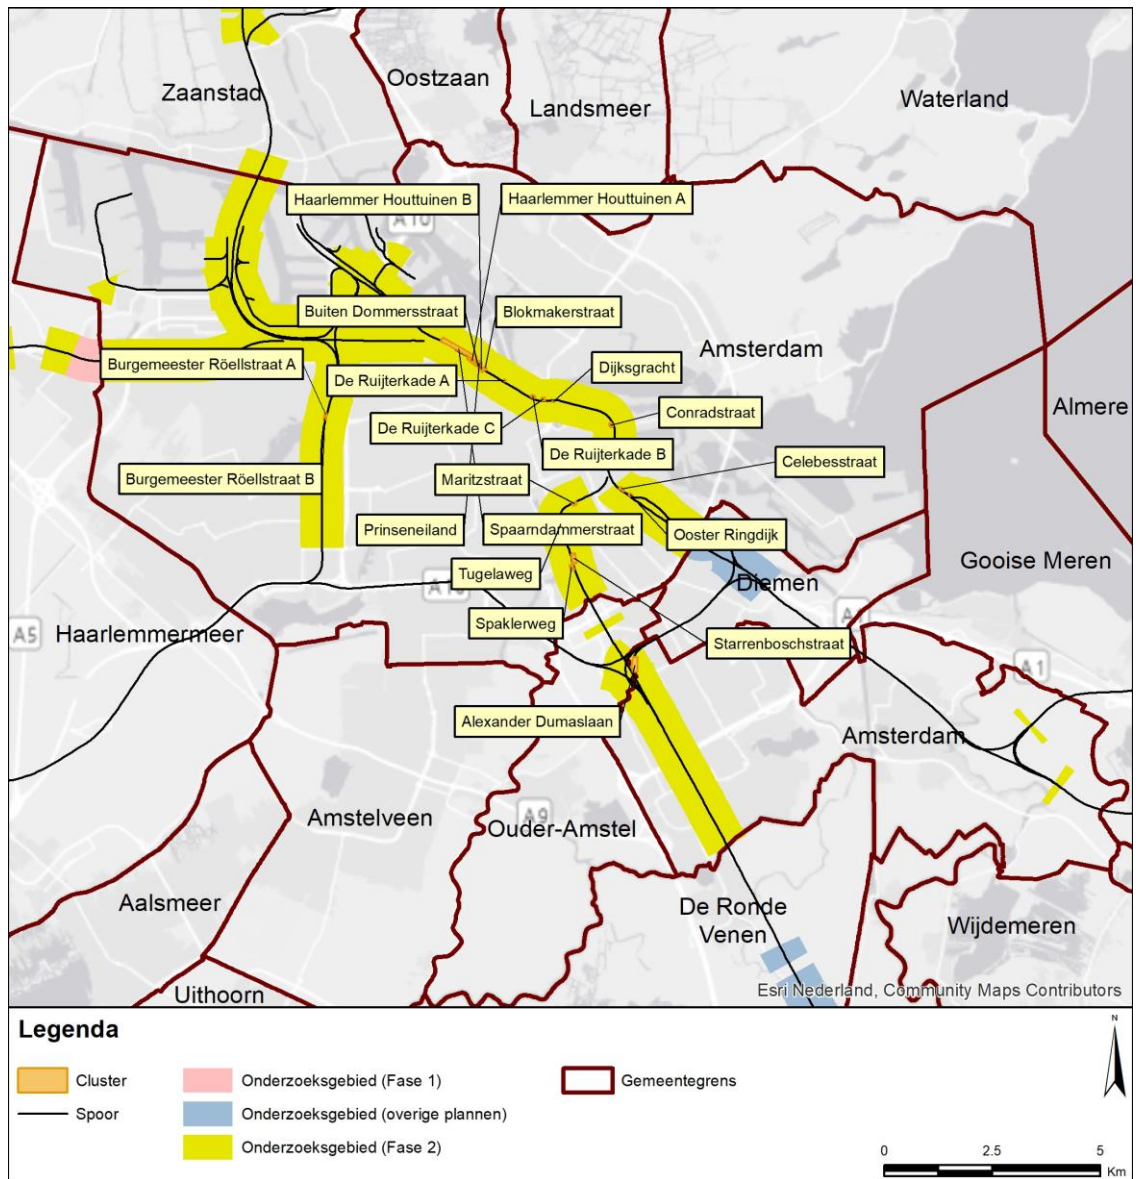 Zaanstad
Oostzaan
Landsmeer
Waterland
Haarlemmer Houttuinen B
Haarlemmer Houttuinen A
A10
Buiten Dommersstraat
Blokmakerstraat
Amsterdam
Burgemeester Röellstraat A
De Ruijterkade A
Dijksgracht
Almere
De Ruijterkade C
Conradstraat
De Ruijterkade B
Celebesstraat
Burgemeester Röellstraat B
Maritzstraat
Prinseneiland
Spaarndammerstraat
Ooster Ringdijk
Gooise Meren
Tugelaweg
Diemen
A5
Haarlemmermeer
Spaklerweg
Starrenboschstraat
A1
Alexander Dumaslaan
Amsterdam
Amstelveen
A9
Ouder-Amstel
Aalsmeer
De Ronde
Venen
Wijdemeren
Uithoorn
Esri Nederland, Community Maps Contributors
Legenda
N
Cluster
Onderzoeksgebied (Fase 1)
Gemeentegrens
Spoor
Onderzoeksgebied (overige plannen)
Onderzoeksgebied (Fase 2)
0
2.5
5
Km